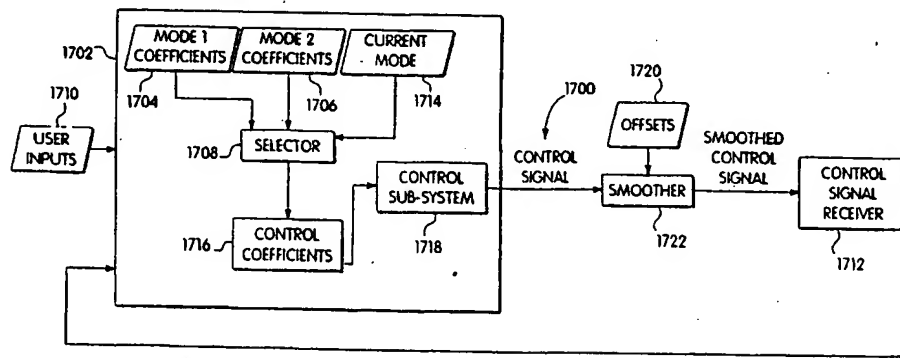 1702
MODE 1
COEFFICIENTS
MODE 2
COEFFICIENTS
CURRENT
MODE
1704
1706
1714
1710
USER
INPUTS
1708
SELECTOR
1716
CONTROL
COEFFICIENTS
CONTROL
SUB-SYSTEM
1718
1700
CONTROL
SIGNAL
1720
OFFSETS
SMOOTHER
1722
SMOOTHED
CONTROL
SIGNAL
CONTROL
SIGNAL
RECEIVER
1712